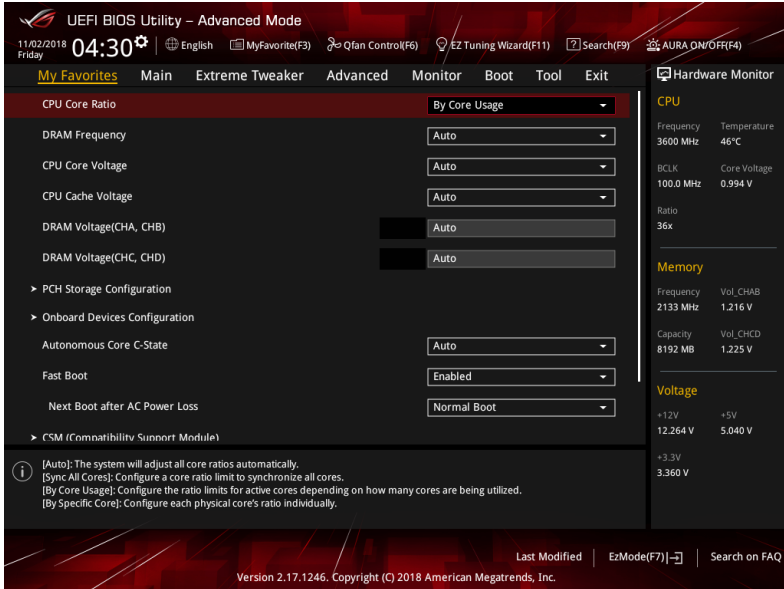 UEFI BIOS Utility – Advanced Mode
11/02/2018 Friday 04:30 English MyFavorite(F3) Qfan Control(F6) EZ Tuning Wizard(F11) ? Search(F9) AURA ON/OFF(F4)
My Favorites Main Extreme Tweaker Advanced Monitor Boot Tool Exit
CPU Core Ratio By Core Usage
DRAM Frequency Auto
CPU Core Voltage Auto
CPU Cache Voltage Auto
DRAM Voltage(CHA, CHB) Auto
DRAM Voltage(CHC, CHD) Auto
> PCH Storage Configuration
> Onboard Devices Configuration
Autonomous Core C-State Auto
Fast Boot Enabled
Next Boot after AC Power Loss Normal Boot
> CSM (Compatibility Support Module)
[Auto]: The system will adjust all core ratios automatically.
[Sync All Cores]: Configure a core ratio limit to synchronize all cores.
[By Core Usage]: Configure the ratio limits for active cores depending on how many cores are being utilized.
[By Specific Core]: Configure each physical core's ratio individually.
Hardware Monitor
CPU
Frequency Temperature
3600 MHz 46°C
BCLK Core Voltage
100.0 MHz 0.994 V
Ratio
36x
Memory
Frequency Vol_CHAB
2133 MHz 1.216 V
Capacity Vol_CHCD
8192 MB 1.225 V
Voltage
+12V +5V
12.264 V 5.040 V
+3.3V
3.360 V
Last Modified EzMode(F7) Search on FAQ
Version 2.17.1246. Copyright (C) 2018 American Megatrends, Inc.